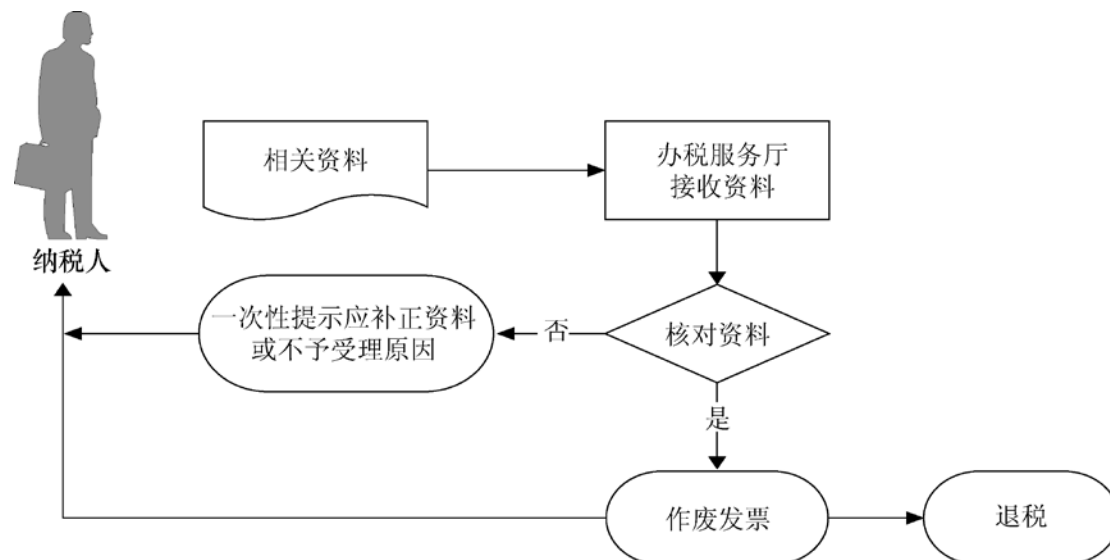 相关资料
办税服务厅
接收资料
纳税人
一次性提示应补正资料
或不予受理原因
否
核对资料
是
作废发票
退税